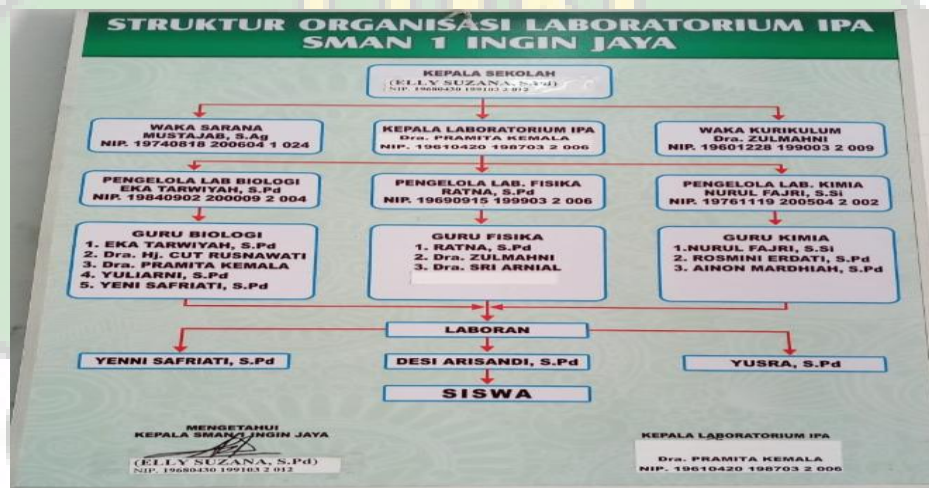 STRUKTUR ORGANISASI LABORATORIUM IPA
SMAN 1 INGIN JAYA
KEPALA SEKOLAH
(ELLY SUZANA, S.Pd)
NIP. 19680430 199103 2 012
WAKA SARANA
MUSTAJAB, S.Ag
NIP. 19740818 200604 1 024
KEPALA LABORATORIUM IPA
Dra. PRAMITA KEMALA
NIP. 19610420 198703 2 006
WAKA KURIKULUM
Dra. ZULMAHNI
NIP. 19601228 199003 2 009
PENGELOLA LAB BIOLOGI
EKA TARWIYAH, S.Pd
NIP. 19840902 200009 2 004
PENGELOLA LAB. FISIKA
RATNA, S.Pd
NIP. 19690915 199903 2 006
PENGELOLA LAB. KIMIA
NURUL FAJRI, S.Si
NIP. 19761119 200504 2 002
GURU BIOLOGI
1. EKA TARWIYAH, S.Pd
2. Dra. Hj. CUT RUSNAWATI
3. Dra. PRAMITA KEMALA
4. YULIARNI, S.Pd
5. YENI SAFRIATI, S.Pd
GURU FISIKA
1. RATNA, S.Pd
2. Dra. ZULMAHNI
3. Dra. SRI ARNIAL
GURU KIMIA
1.NURUL FAJRI, S.Si
2. ROSMINI ERDATI, S.Pd
3. AINON MARDHIAH, S.Pd
LABORAN
YENNI SAFRIATI, S.Pd
DESI ARISANDI, S.Pd
YUSRA, S.Pd
SISWA
MENGETAHUI
KEPALA SMAN 1 INGIN JAYA
(ELLY SUZANA, S.Pd)
NIP. 19680430 199103 2 012
KEPALA LABORATORIUM IPA
Dra. PRAMITA KEMALA
NIP. 19610420 198703 2 006